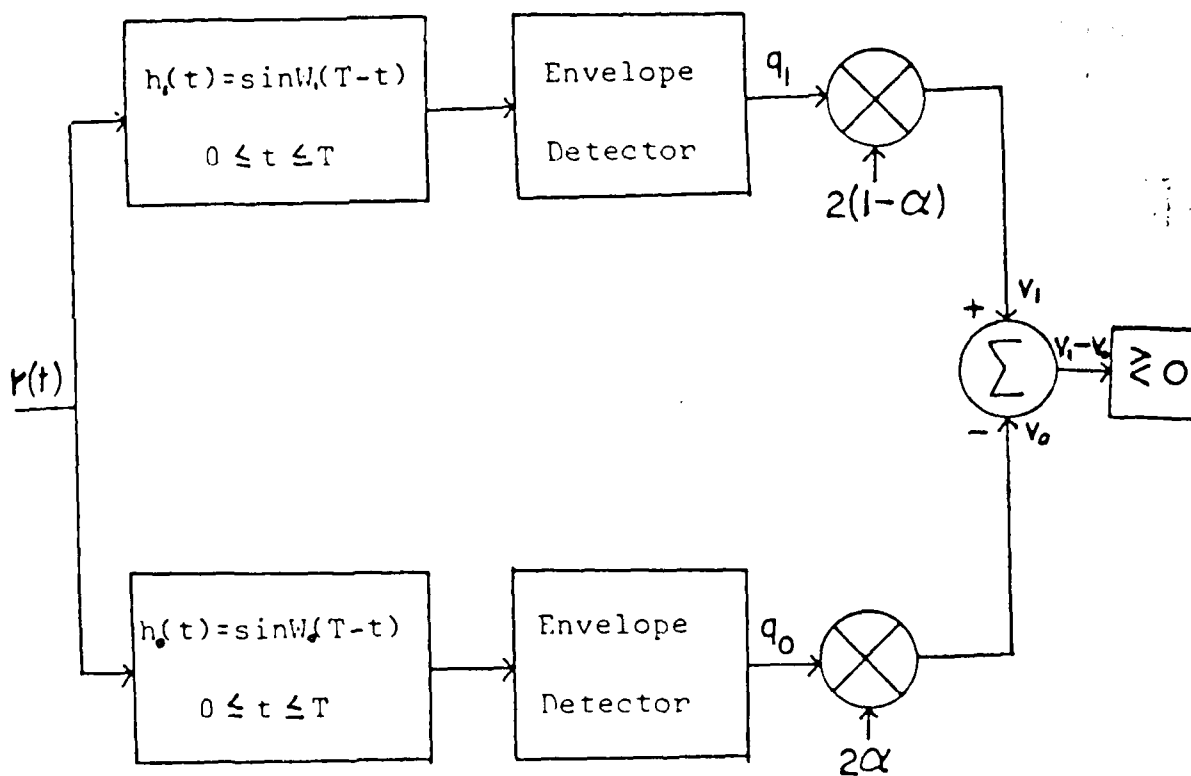 h₁(t)=sinW₁(T-t)
0 ≤ t ≤ T
Envelope
Detector
q₁
2(1-α)
+
V₁
r(t)
Σ
V₁-V₀
≷ 0
-
V₀
h₀(t)=sinW₀(T-t)
0 ≤ t ≤ T
Envelope
Detector
q₀
2α